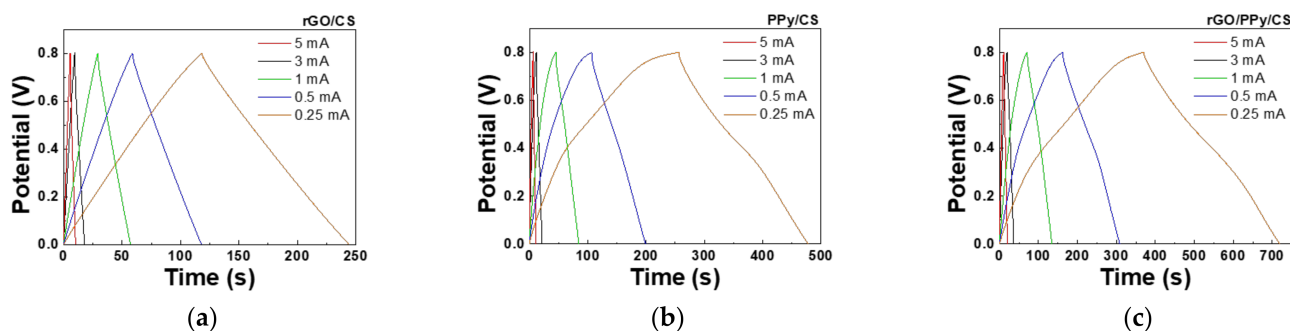 rGO/CS
5 mA
3 mA
1 mA
0.5 mA
0.25 mA
Potential (V)
0.8
0.6
0.4
0.2
0.0
0 50 100 150 200 250
Time (s)
(a)
PPy/CS
5 mA
3 mA
1 mA
0.5 mA
0.25 mA
Potential (V)
0.8
0.6
0.4
0.2
0.0
0 100 200 300 400 500
Time (s)
(b)
rGO/PPy/CS
5 mA
3 mA
1 mA
0.5 mA
0.25 mA
Potential (V)
0.8
0.6
0.4
0.2
0.0
0 100 200 300 400 500 600 700
Time (s)
(c)